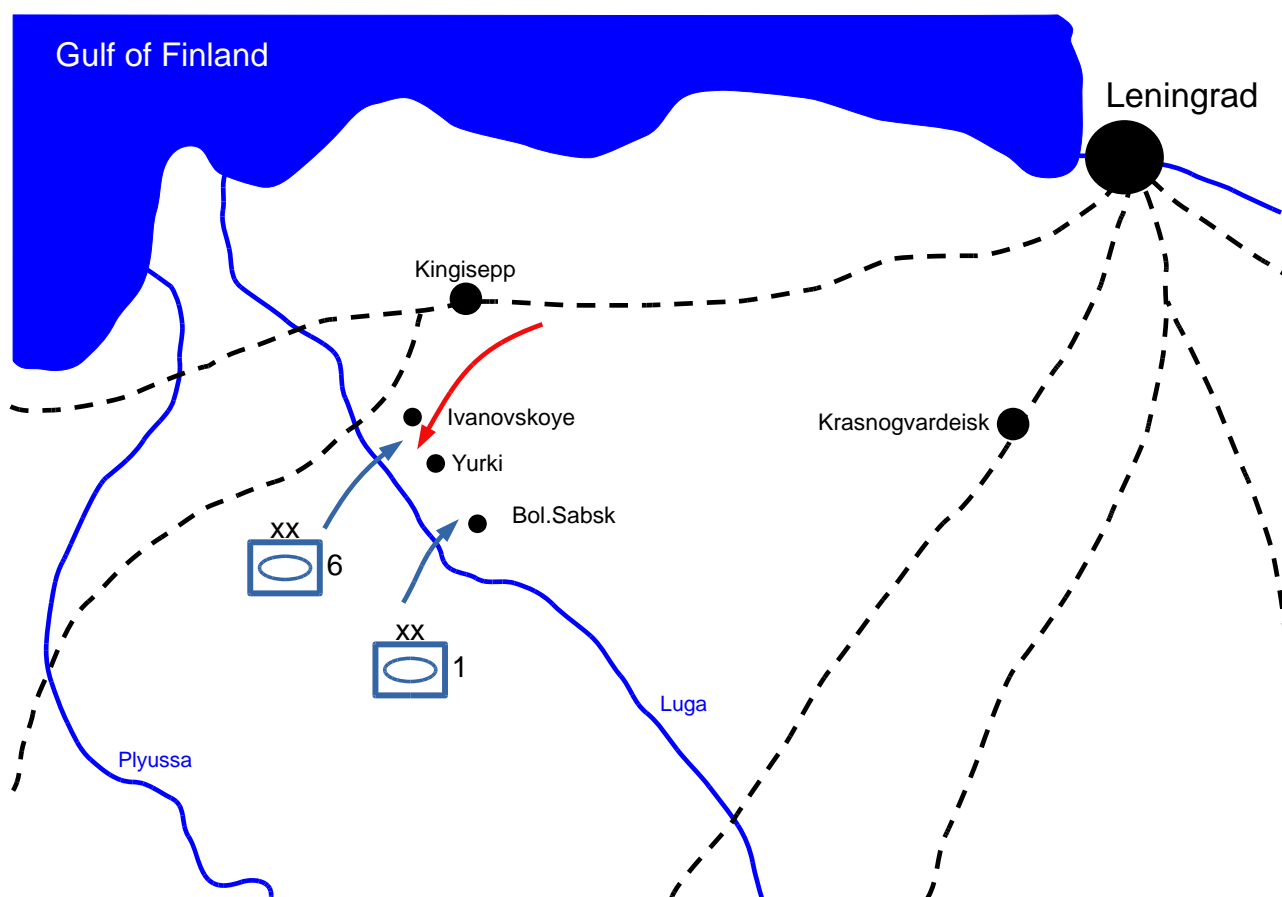 Gulf of Finland
Leningrad
Kingisepp
Ivanovskoye
Krasnogvardeisk
Yurki
Bol.Sabsk
xx
6
xx
1
Luga
Plyussa